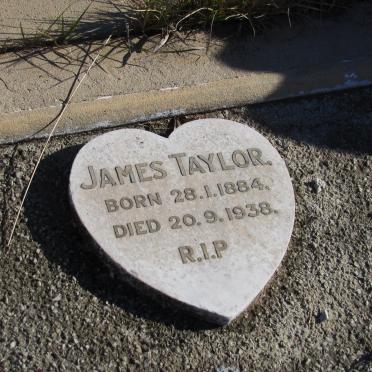 JAMES TAYLOR.
BORN 28.1.1884.
DIED 20.9.1938.
R.I.P